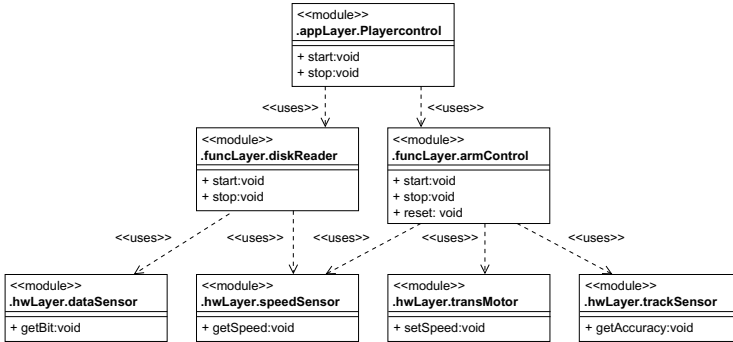 <<module>>
.appLayer.Playercontrol
+ start:void
+ stop:void
<<uses>>
<<uses>>
<<module>>
.funcLayer.diskReader
+ start:void
+ stop:void
<<module>>
.funcLayer.armControl
+ start:void
+ stop:void
+ reset: void
<<uses>>
<<uses>>
<<uses>>
<<uses>>
<<uses>>
<<module>>
.hwLayer.dataSensor
+ getBit:void
<<module>>
.hwLayer.speedSensor
+ getSpeed:void
<<module>>
.hwLayer.transMotor
+ setSpeed:void
<<module>>
.hwLayer.trackSensor
+ getAccuracy:void